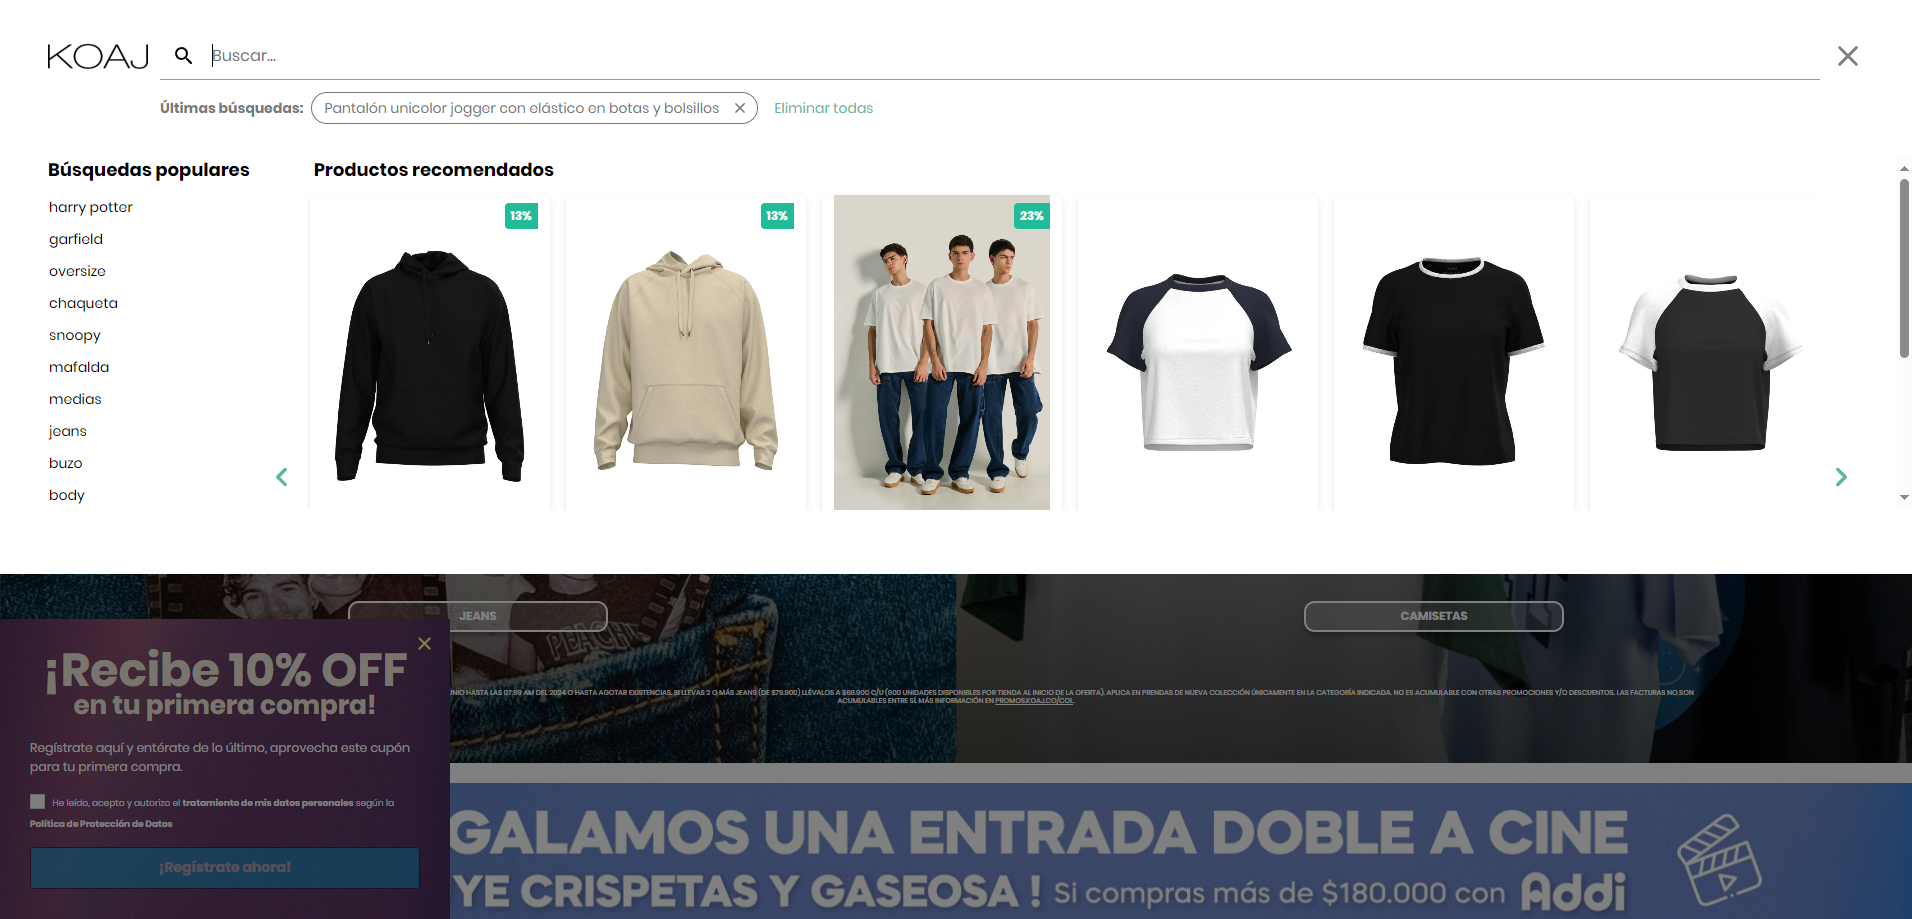 KOAJ
Buscar...
Últimas búsquedas:
Pantalón unicolor jogger con elástico en botas y bolsillos
Eliminar todas
Búsquedas populares
harry potter
garfield
oversize
chaqueta
snoopy
mafalda
medias
jeans
buzo
body
Productos recomendados
13%
13%
23%
JEANS
CAMISETAS
PEACHY
HASTA LAS 07:59 AM DEL 2024 O HASTA AGOTAR EXISTENCIAS. SI LLEVAS 2 O MÁS JEANS (DE $79.900) LLÉVALOS A $69.900 C/U (600 UNIDADES DISPONIBLES POR TIENDA AL INICIO DE LA OFERTA). APLICA EN PRENDAS DE NUEVA COLECCIÓN ÚNICAMENTE EN LA CATEGORÍA INDICADA. NO ES ACUMULABLE CON OTRAS PROMOCIONES Y/O DESCUENTOS. LAS FACTURAS NO SON
ACUMULABLES ENTRE SÍ. MÁS INFORMACIÓN EN PROMOS.KOAJ.CO/COL.
¡Recibe 10% OFF
en tu primera compra!
Regístrate aquí y entérate de lo último, aprovecha este cupón
para tu primera compra.
He leído, acepto y autorizo el tratamiento de mis datos personales según la
Política de Protección de Datos
¡Regístrate ahora!
GALAMOS UNA ENTRADA DOBLE A CINE
YE CRISPETAS Y GASEOSA ! Si compras más de $180.000 con Addi